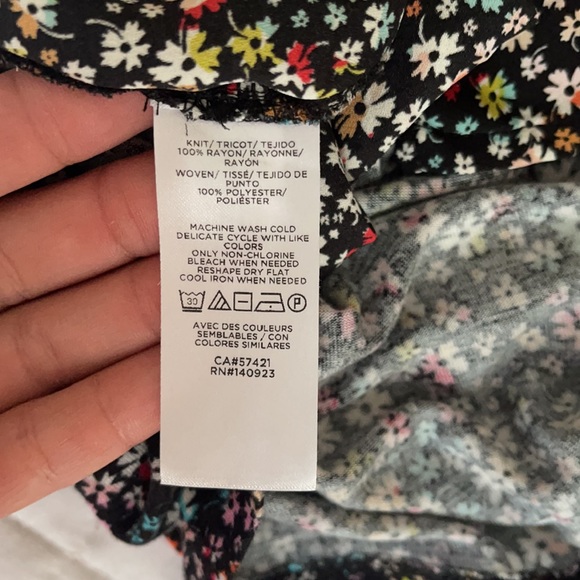 KNIT/ TRICOT/ TEJIDO
100% RAYON/ RAYONNE/
RAYÓN
WOVEN/ TISSÉ/ TEJIDO DE
PUNTO
100% POLYESTER/
POLIÉSTER
MACHINE WASH COLD
DELICATE CYCLE WITH LIKE
COLORS
ONLY NON-CHLORINE
BLEACH WHEN NEEDED
RESHAPE DRY FLAT
COOL IRON WHEN NEEDED
30 P
AVEC DES COULEURS
SEMBLABLES / CON
COLORES SIMILARES
CA#57421
RN#140923